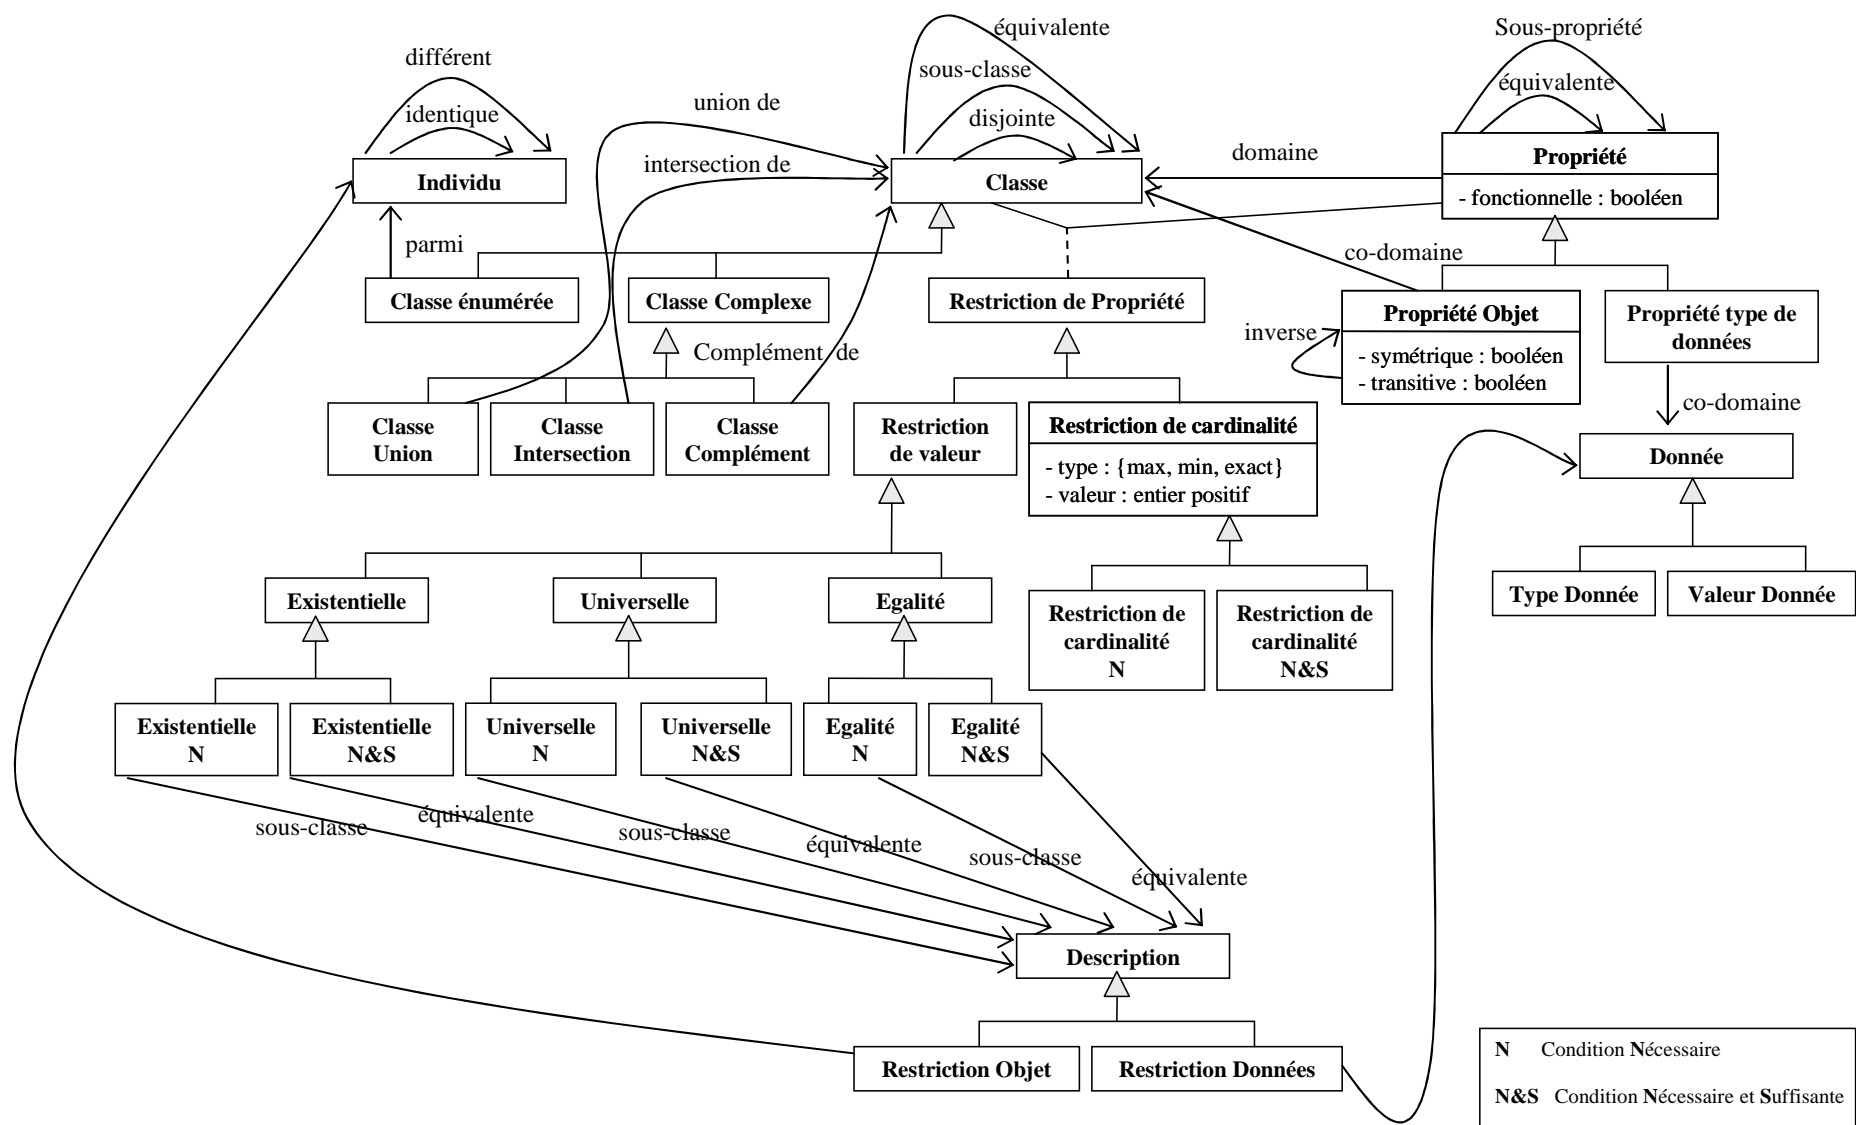 équivalente
Sous-propriété
différent
sous-classe
équivalente
identique
union de
disjointe
intersection de
domaine
Propriété
- fonctionnelle : booléen
Individu
Classe
parmi
co-domaine
Classe énumérée
Classe Complexe
Restriction de Propriété
Propriété Objet
- symétrique : booléen
- transitive : booléen
Propriété type de
données
inverse
Complément de
co-domaine
Classe
Union
Classe
Intersection
Classe
Complément
Restriction
de valeur
Restriction de cardinalité
- type : {max, min, exact}
- valeur : entier positif
Donnée
Existentielle
Universelle
Egalité
Restriction de
cardinalité
N
Restriction de
cardinalité
N&S
Type Donnée
Valeur Donnée
Existentielle
N
Existentielle
N&S
Universelle
N
Universelle
N&S
Egalité
N
Egalité
N&S
sous-classe
équivalente
sous-classe
équivalente
sous-classe
équivalente
Description
Restriction Objet
Restriction Données
N Condition Nécessaire
N&S Condition Nécessaire et Suffisante